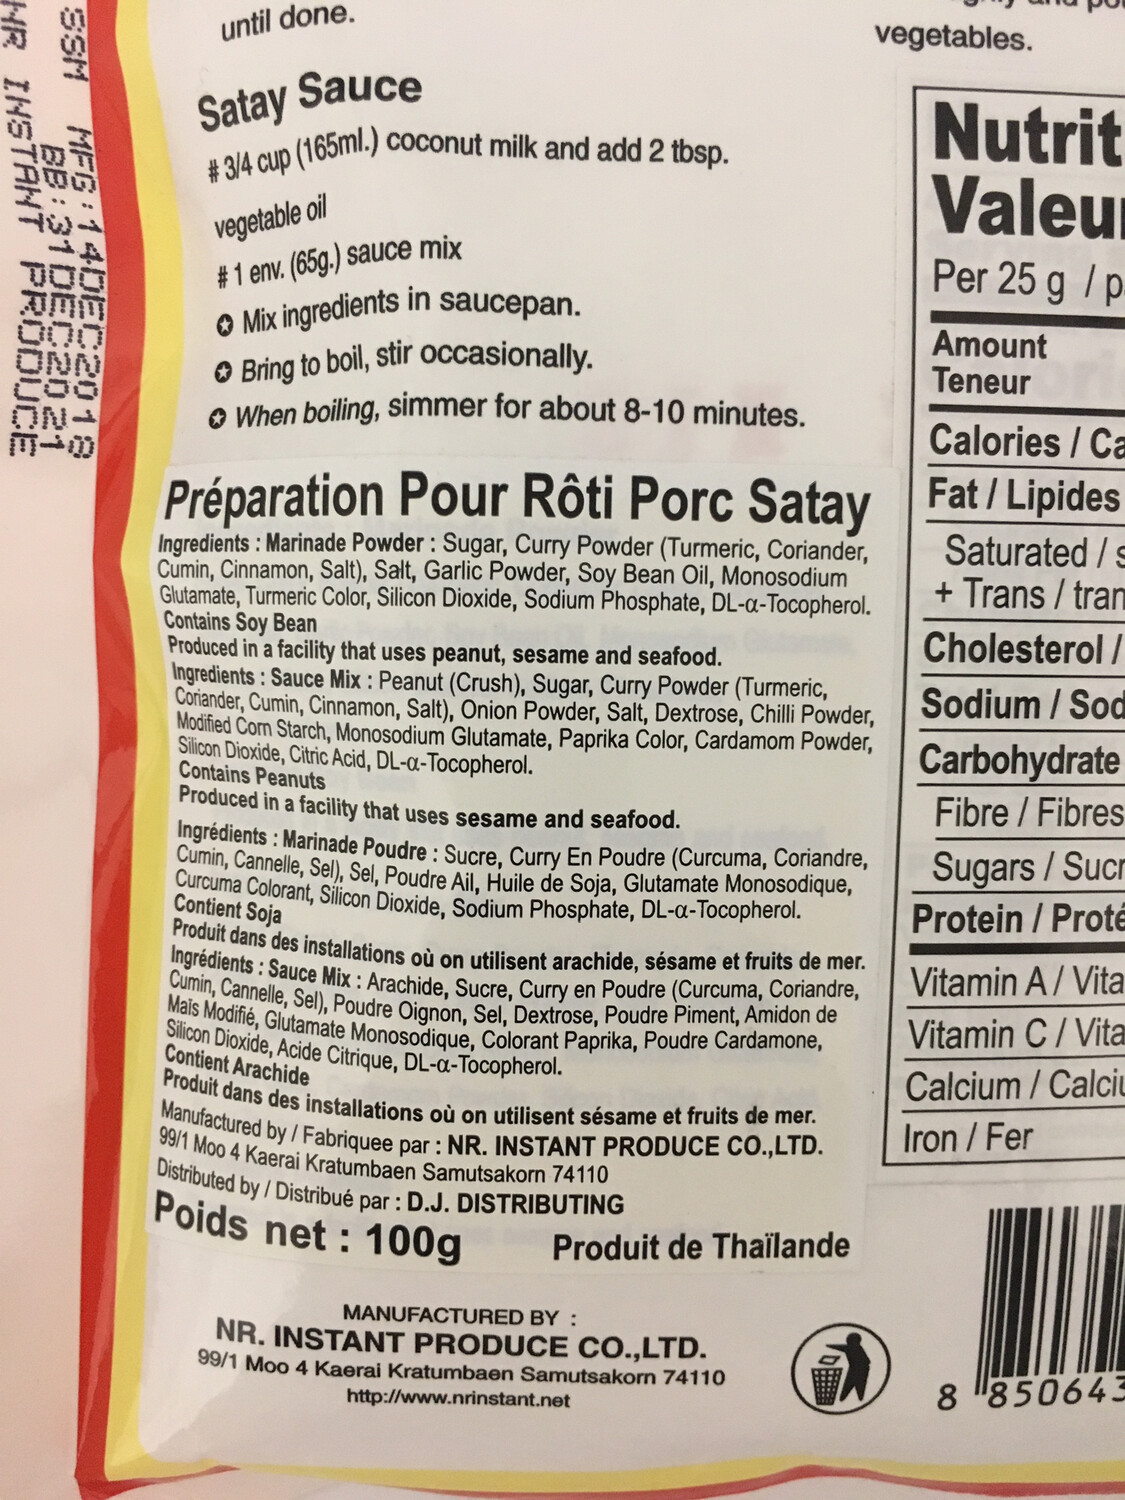 until done.
vegetables.
Satay Sauce
# 3/4 cup (165ml.) coconut milk and add 2 tbsp.
vegetable oil
# 1 env. (65g.) sauce mix
✪ Mix ingredients in saucepan.
✪ Bring to boil, stir occasionally.
✪ When boiling, simmer for about 8-10 minutes.
Préparation Pour Rôti Porc Satay
Ingredients : Marinade Powder : Sugar, Curry Powder (Turmeric, Coriander,
Cumin, Cinnamon, Salt), Salt, Garlic Powder, Soy Bean Oil, Monosodium
Glutamate, Turmeric Color, Silicon Dioxide, Sodium Phosphate, DL-α-Tocopherol.
Contains Soy Bean
Produced in a facility that uses peanut, sesame and seafood.
Ingredients : Sauce Mix : Peanut (Crush), Sugar, Curry Powder (Turmeric,
Coriander, Cumin, Cinnamon, Salt), Onion Powder, Salt, Dextrose, Chilli Powder,
Modified Corn Starch, Monosodium Glutamate, Paprika Color, Cardamom Powder,
Silicon Dioxide, Citric Acid, DL-α-Tocopherol.
Contains Peanuts
Produced in a facility that uses sesame and seafood.
Ingrédients : Marinade Poudre : Sucre, Curry En Poudre (Curcuma, Coriandre,
Cumin, Cannelle, Sel), Sel, Poudre Ail, Huile de Soja, Glutamate Monosodique,
Curcuma Colorant, Silicon Dioxide, Sodium Phosphate, DL-α-Tocopherol.
Contient Soja
Produit dans des installations où on utilisent arachide, sésame et fruits de mer.
Ingrédients : Sauce Mix : Arachide, Sucre, Curry en Poudre (Curcuma, Coriandre,
Cumin, Cannelle, Sel), Poudre Oignon, Sel, Dextrose, Poudre Piment, Amidon de
Maïs Modifié, Glutamate Monosodique, Colorant Paprika, Poudre Cardamone,
Silicon Dioxide, Acide Citrique, DL-α-Tocopherol.
Contient Arachide
Produit dans des installations où on utilisent sésame et fruits de mer.
Manufactured by / Fabriquee par : NR. INSTANT PRODUCE CO.,LTD.
99/1 Moo 4 Kaerai Kratumbaen Samutsakorn 74110
Distributed by / Distribué par : D.J. DISTRIBUTING
Poids net : 100g Produit de Thaïlande
MANUFACTURED BY :
NR. INSTANT PRODUCE CO.,LTD.
99/1 Moo 4 Kaerai Kratumbaen Samutsakorn 74110
http://www.nrinstant.net
Nutrit
Valeur
Per 25 g / p
Amount
Teneur
Calories / Ca
Fat / Lipides
Saturated / s
+ Trans / tran
Cholesterol /
Sodium / Sod
Carbohydrate
Fibre / Fibres
Sugars / Sucr
Protein / Proté
Vitamin A / Vita
Vitamin C / Vita
Calcium / Calciu
Iron / Fer
8 850643
SSM MFG:14DEC2018
BB:31DEC2021
NR INSTANT PRODUCE